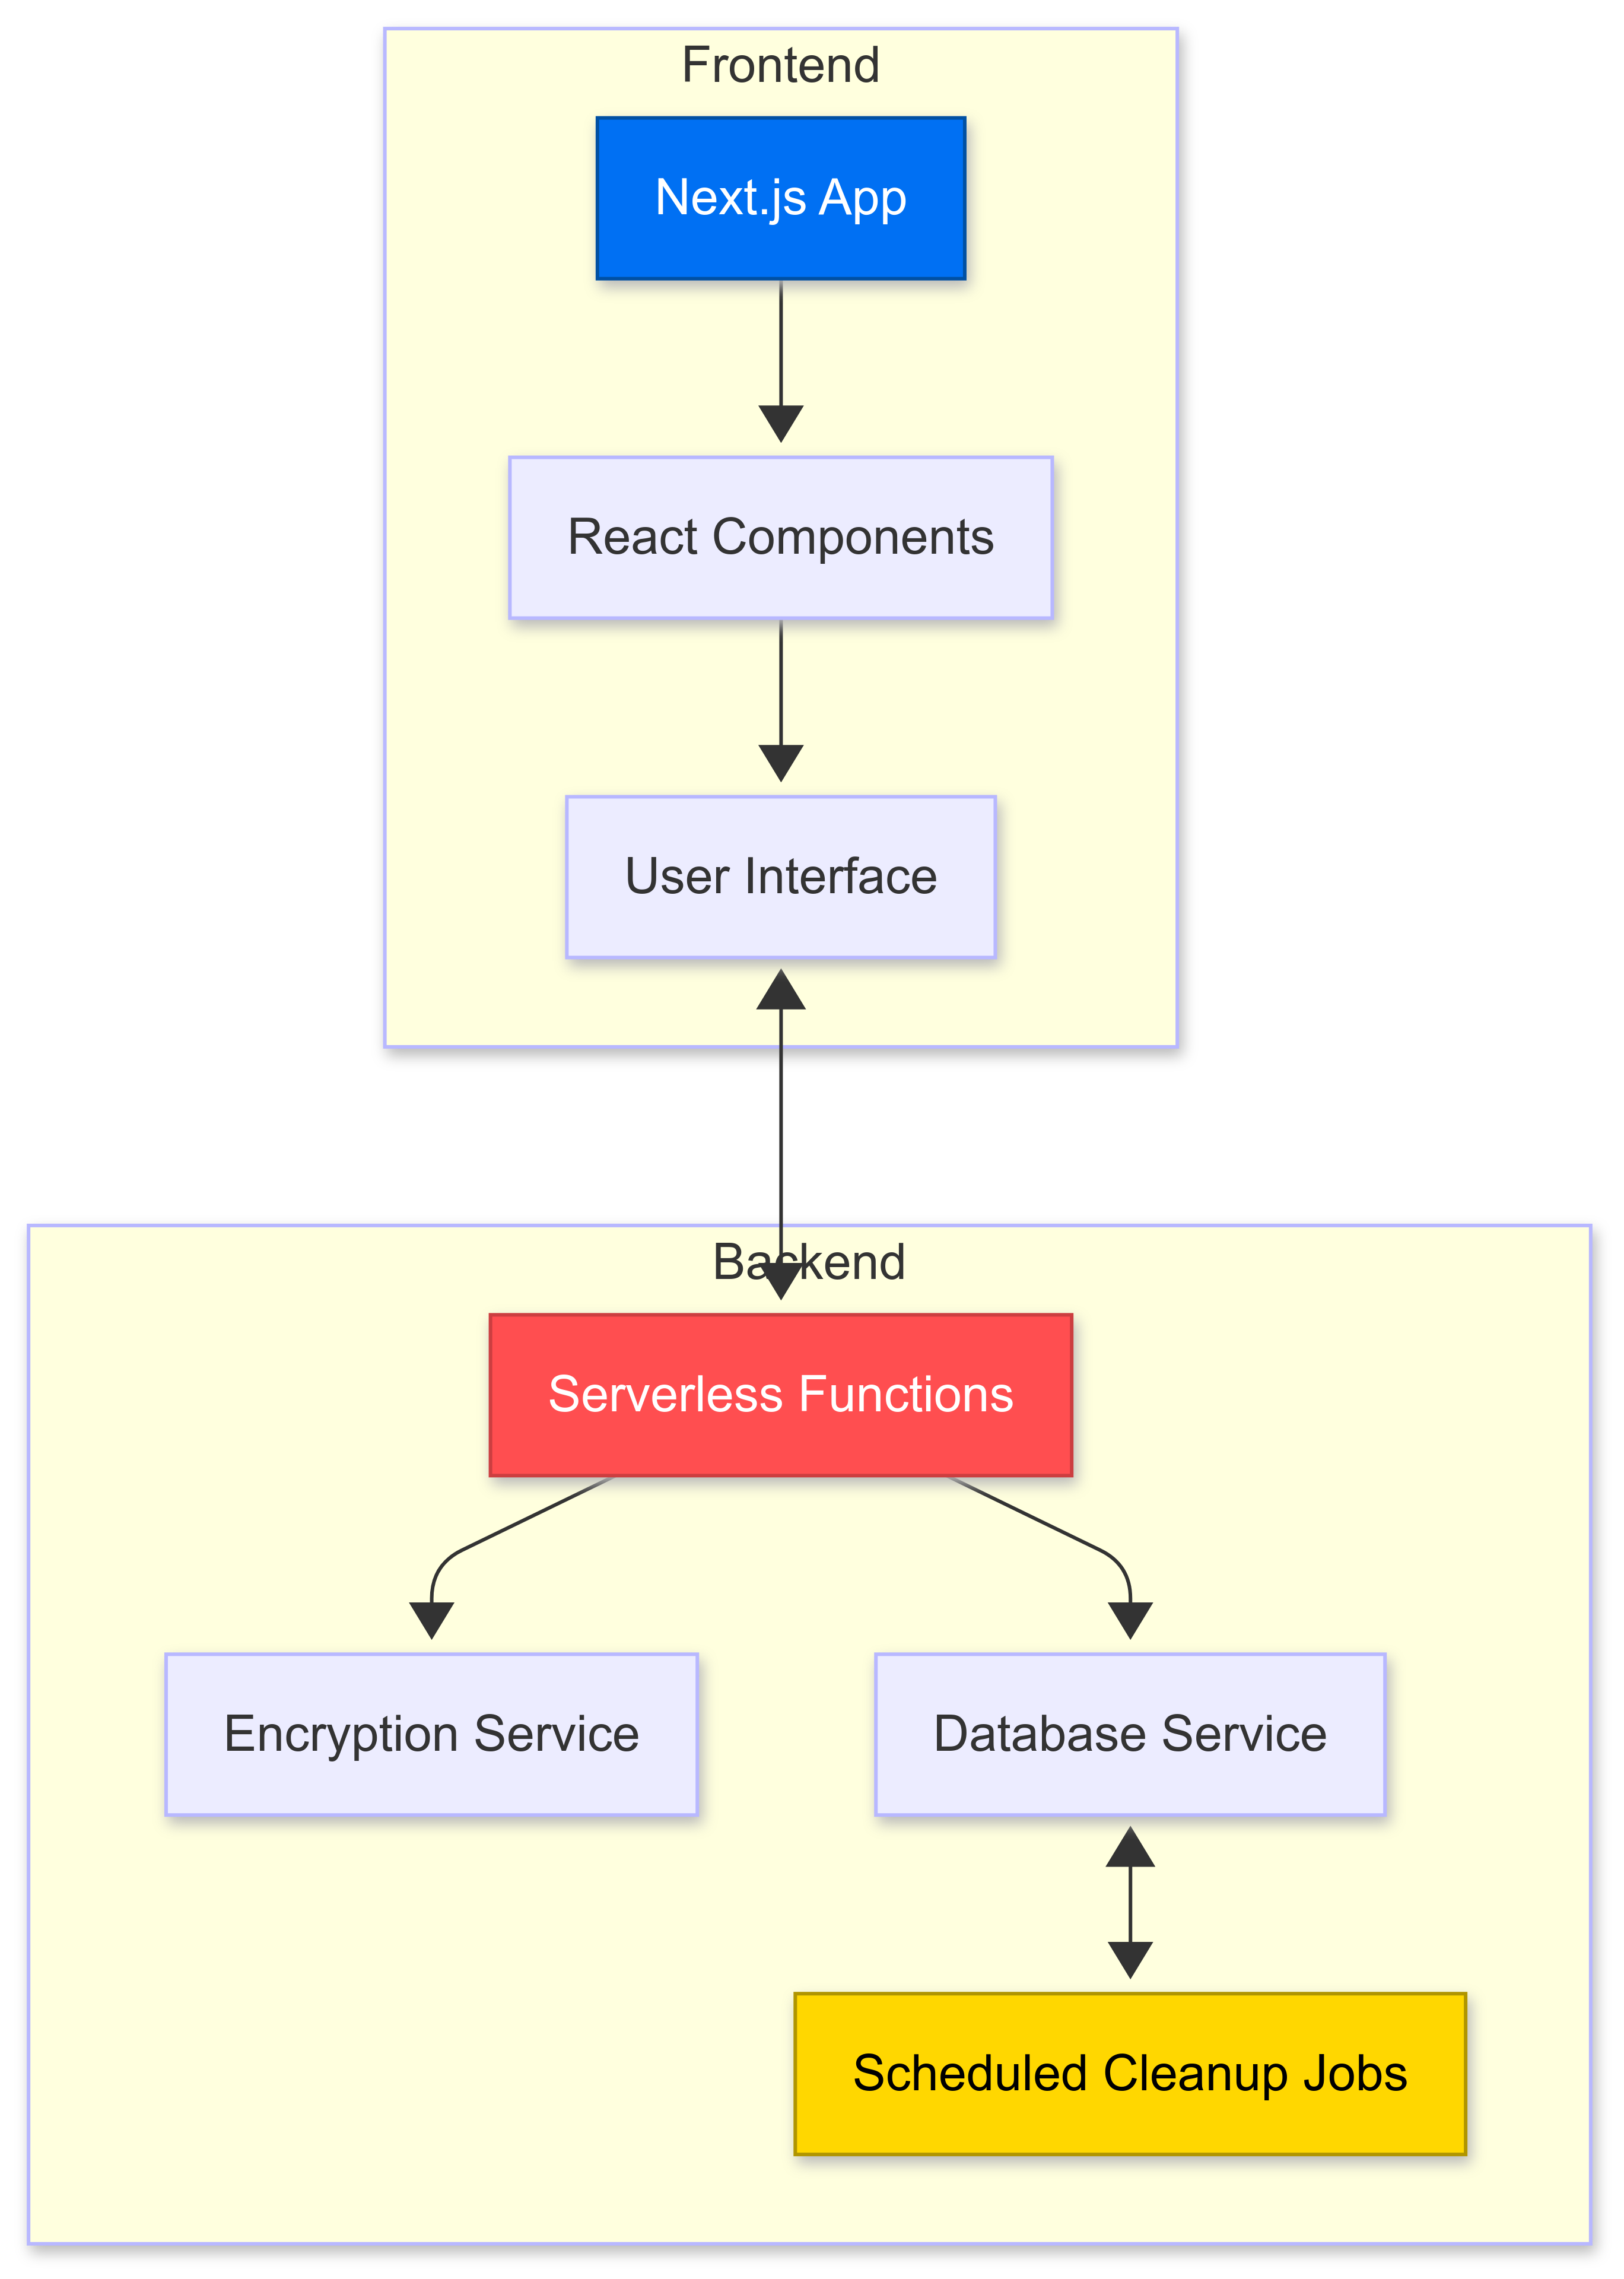 Frontend
Next.js App
React Components
User Interface
Backend
Serverless Functions
Encryption Service
Database Service
Scheduled Cleanup Jobs